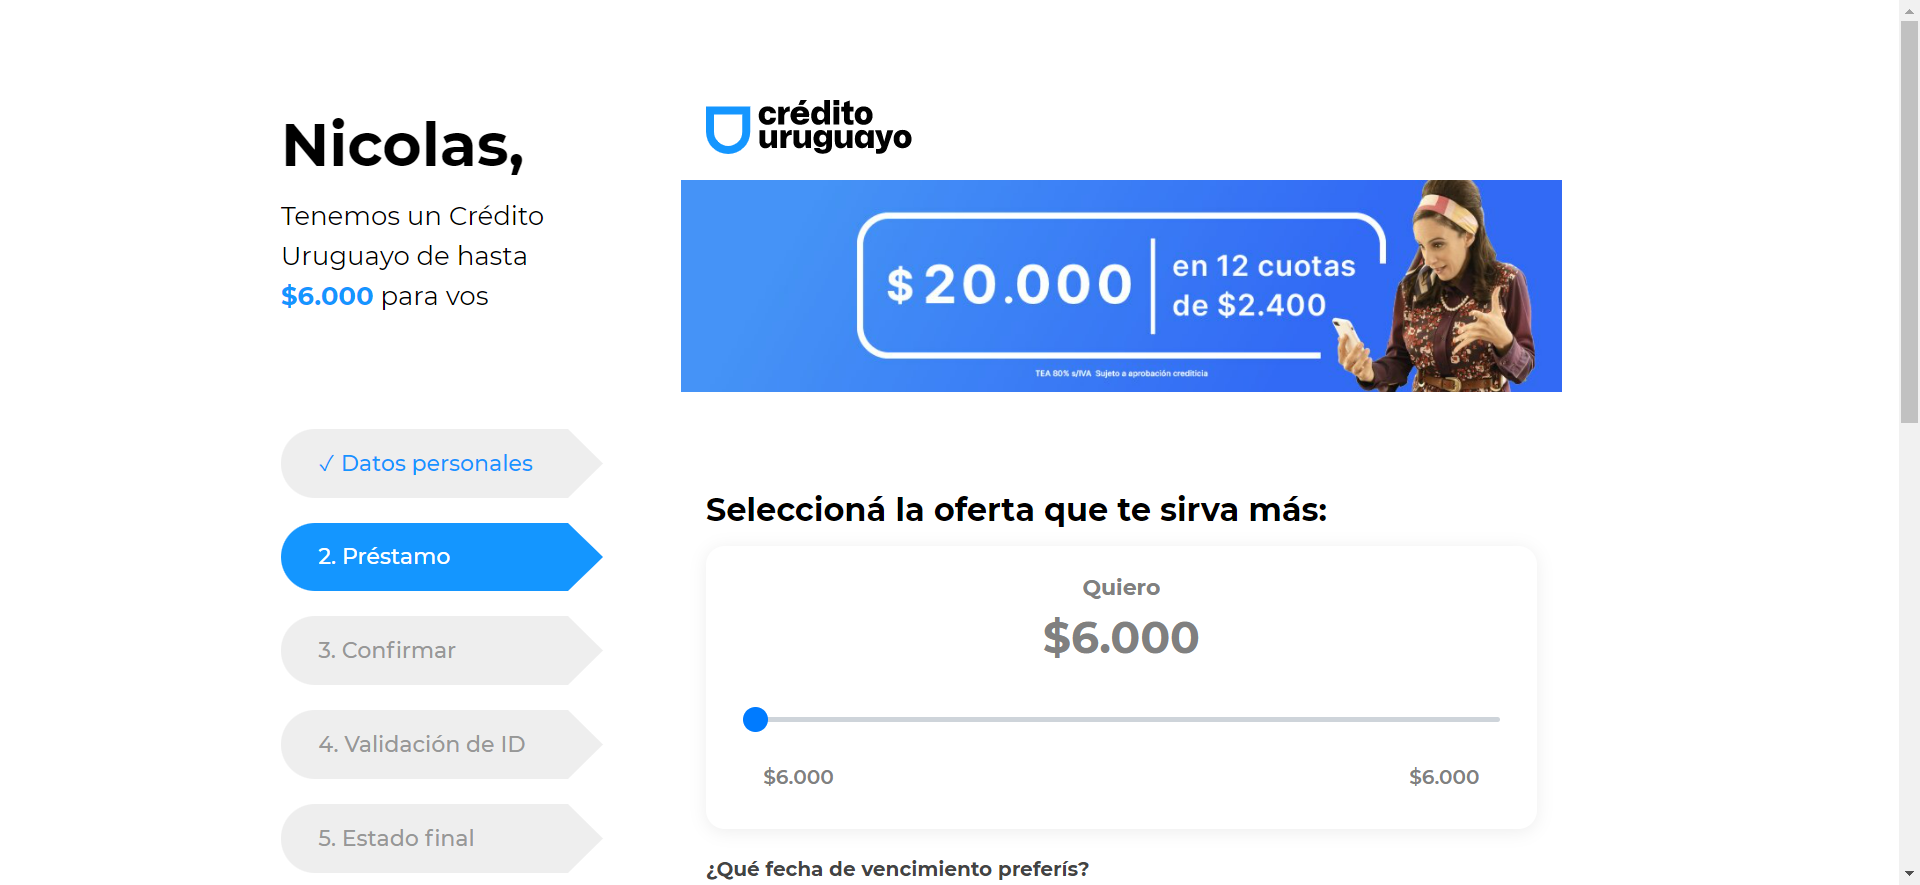 Nicolas,
Tenemos un Crédito
Uruguayo de hasta
$6.000 para vos
✓ Datos personales
2. Préstamo
3. Confirmar
4. Validación de ID
5. Estado final
crédito
uruguayo
$20.000
en 12 cuotas
de $2.400
TEA 80% s/IVA Sujeto a aprobación crediticia
Seleccioná la oferta que te sirva más:
Quiero
$6.000
$6.000 $6.000
¿Qué fecha de vencimiento preferís?